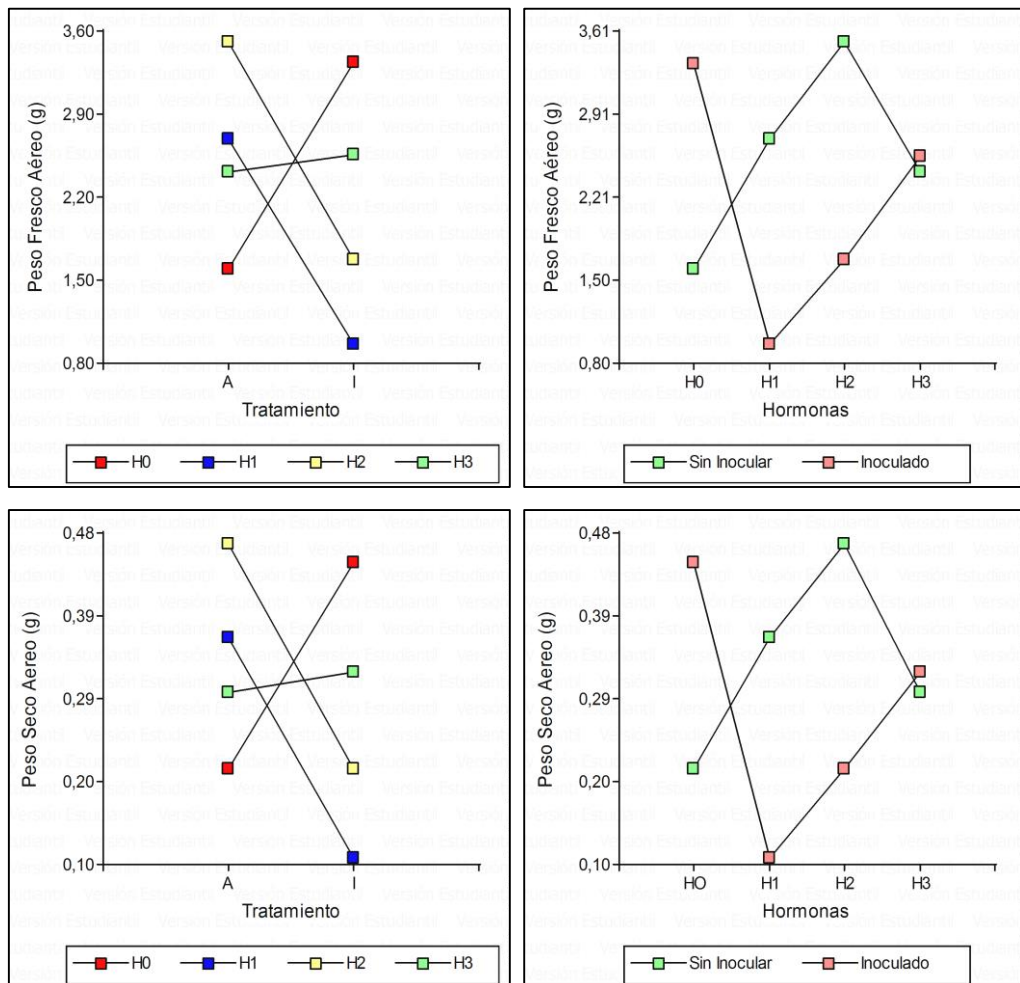 3,60
2,90
2,20
1,50
0,80
Peso Fresco Aéreo (g)
A I
Tratamiento
H0 H1 H2 H3
3,61
2,91
2,21
1,50
0,80
Peso Fresco Aéreo (g)
H0 H1 H2 H3
Hormonas
Sin Inocular Inoculado
0,48
0,39
0,29
0,20
0,10
Peso Seco Aereo (g)
A I
Tratamiento
H0 H1 H2 H3
0,48
0,39
0,29
0,20
0,10
Peso Seco Aereo (g)
HO H1 H2 H3
Hormonas
Sin Inocular Inoculado
Versión Estudiantil